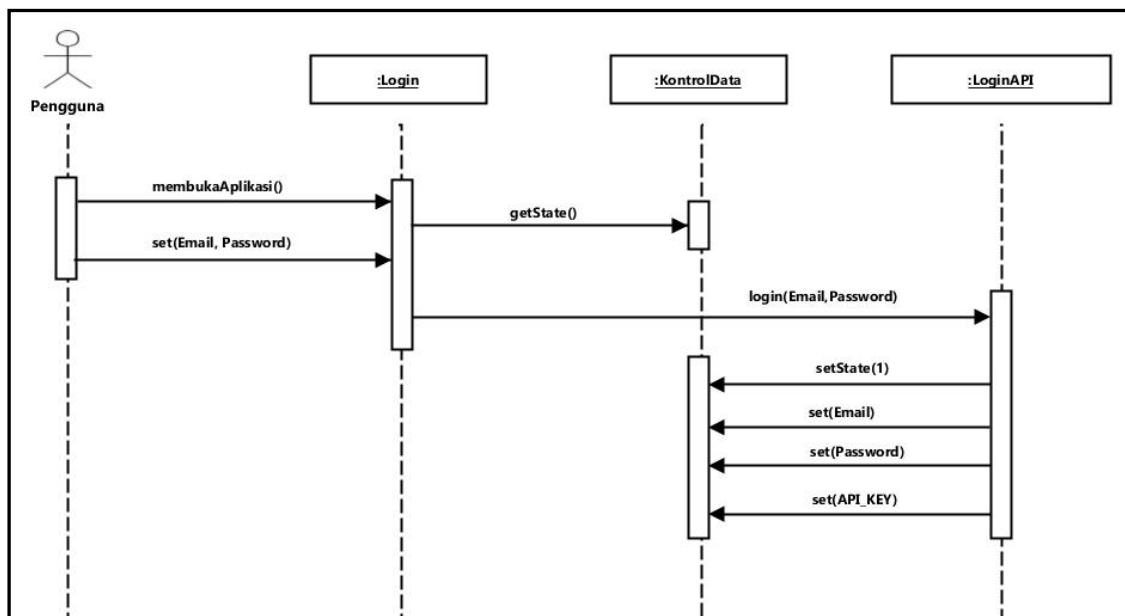 :Login
:KontrolData
:LoginAPI
Pengguna
membukaAplikasi()
getState()
set(Email, Password)
login(Email,Password)
setState(1)
set(Email)
set(Password)
set(API_KEY)